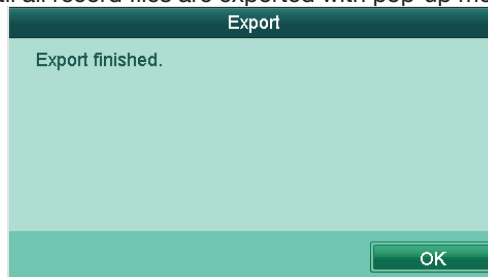 all record files are exported with pop-up
Export
Export finished.
OK